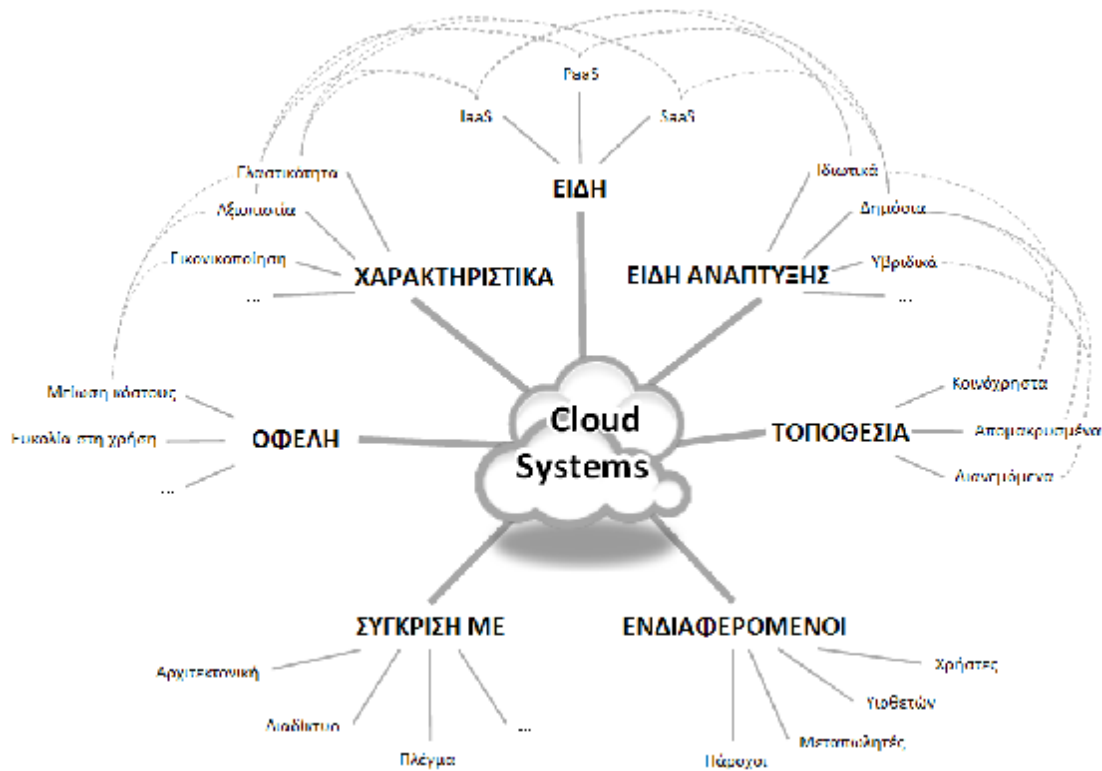 PaaS
IaaS
SaaS
Ελαστικότητα
ΕΙΔΗ
Ιδιωτικά
Αξιοπιστία
Δημόσια
Εικονικοποίηση
ΧΑΡΑΚΤΗΡΙΣΤΙΚΑ
ΕΙΔΗ ΑΝΑΠΤΥΞΗΣ
Υβριδικά
...
...
Μείωση κόστους
Κοινόχρηστα
Cloud
Systems
Ευκολία στη χρήση
ΟΦΕΛΗ
ΤΟΠΟΘΕΣΙΑ
Απομακρυσμένα
...
Διανεμόμενα
ΣΥΓΚΡΙΣΗ ΜΕ
ΕΝΔΙΑΦΕΡΟΜΕΝΟΙ
Αρχιτεκτονική
Χρήστες
Διαδίκτυο
...
Υιοθετών
Πλέγμα
Μεταπωλητές
Πάροχοι